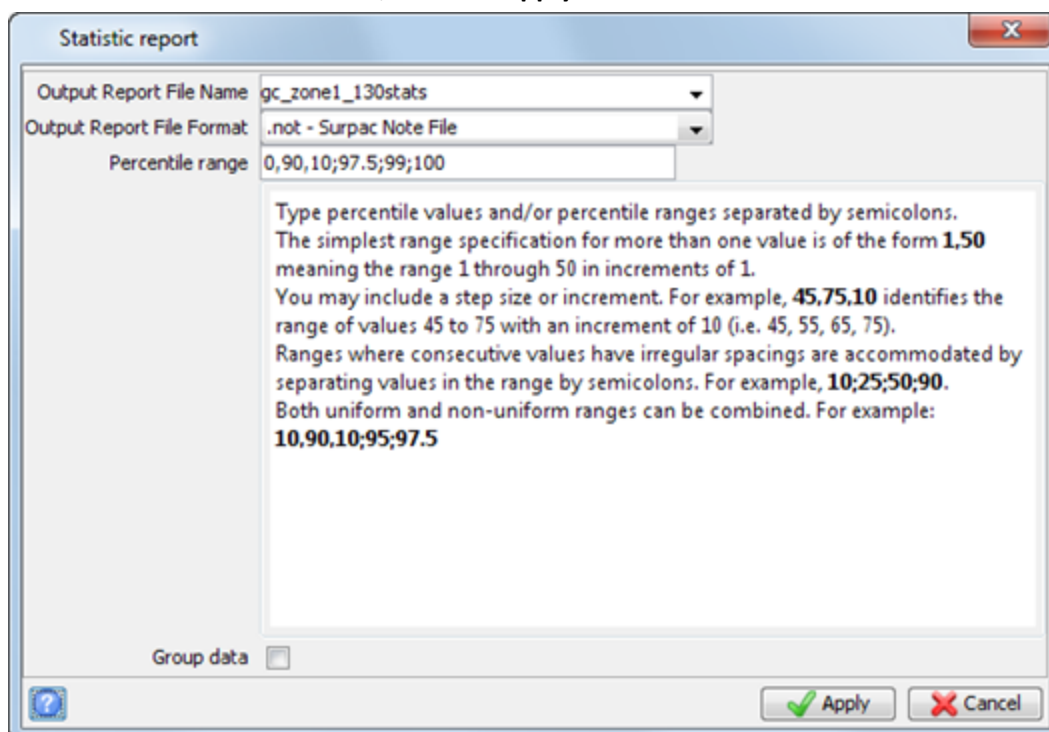 Statistic report
Output Report File Name gc_zone1_130stats
Output Report File Format .not - Surpac Note File
Percentile range 0,90,10;97.5;99;100
Type percentile values and/or percentile ranges separated by semicolons.
The simplest range specification for more than one value is of the form 1,50
meaning the range 1 through 50 in increments of 1.
You may include a step size or increment. For example, 45,75,10 identifies the
range of values 45 to 75 with an increment of 10 (i.e. 45, 55, 65, 75).
Ranges where consecutive values have irregular spacings are accommodated by
separating values in the range by semicolons. For example, 10;25;50;90.
Both uniform and non-uniform ranges can be combined. For example:
10,90,10;95;97.5
Group data
Apply Cancel